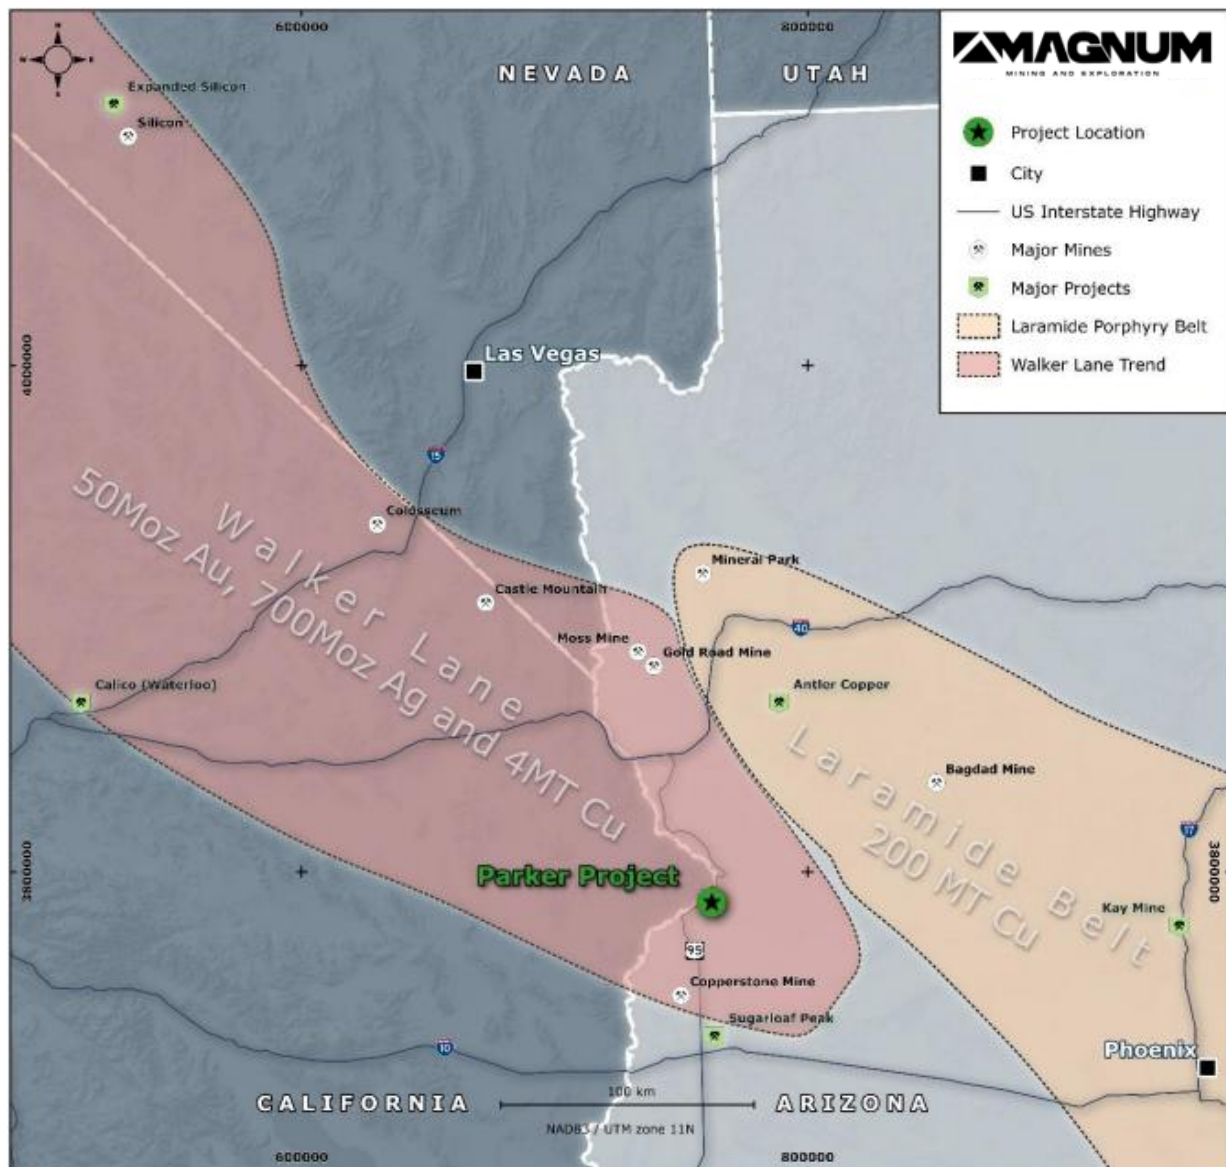 600000
800000
NEVADA
UTAH
MAGNUM
MINING AND EXPLORATION
N
W
E
S
Expanded Silicon
Silicon
Project Location
City
US Interstate Highway
Major Mines
Major Projects
Laramide Porphyry Belt
Walker Lane Trend
4000000
Las Vegas
15
Colosseum
Walker Lane
50Moz Au, 700Moz Ag and 4MT Cu
Castle Mountain
Mineral Park
40
Moss Mine
Gold Road Mine
Calico (Waterloo)
Antler Copper
Bagdad Mine
Laramide Belt
200 MT Cu
17
3800000
3800000
Parker Project
Kay Mine
95
Copperstone Mine
Sugarloaf Peak
10
Phoenix
100 km
CALIFORNIA
ARIZONA
NAD83 / UTM zone 11N
600000
800000